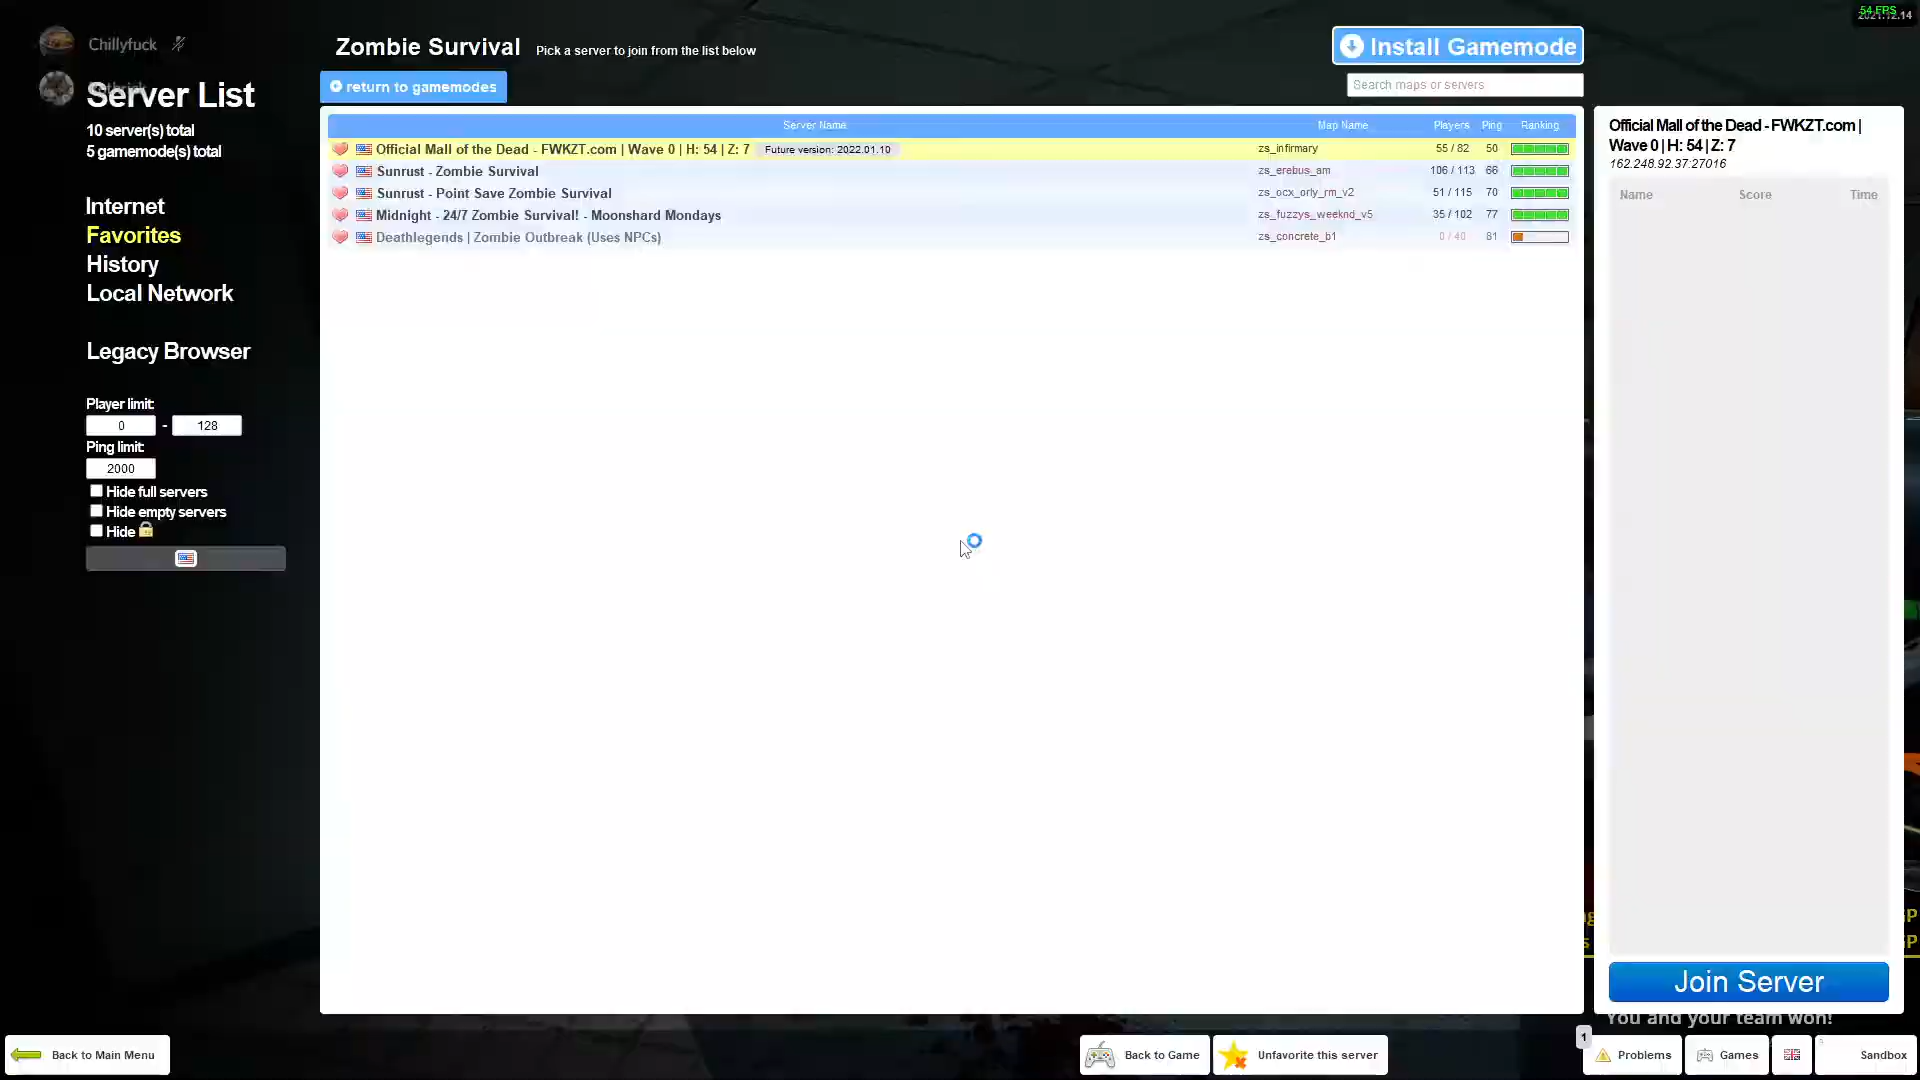 54 FPS
2021.12.14
Chillyfuck
Server List
10 server(s) total
5 gamemode(s) total
Internet
Favorites
History
Local Network
Legacy Browser
Player limit:
0 - 128
Ping limit:
2000
Hide full servers
Hide empty servers
Hide
Zombie Survival Pick a server to join from the list below
Install Gamemode
return to gamemodes
Search maps or servers
Server Name Map Name Players Ping Ranking
Official Mall of the Dead - FWKZT.com | Wave 0 | H: 54 | Z: 7 Future version: 2022.01.10 zs_infirmary 55 / 82 50
Sunrust - Zombie Survival zs_erebus_am 106 / 113 66
Sunrust - Point Save Zombie Survival zs_ocx_orly_rm_v2 51 / 115 70
Midnight - 24/7 Zombie Survival! - Moonshard Mondays zs_fuzzys_weeknd_v5 35 / 102 77
Deathlegends | Zombie Outbreak (Uses NPCs) zs_concrete_b1 0 / 40 81
Official Mall of the Dead - FWKZT.com |
Wave 0 | H: 54 | Z: 7
162.248.92.37:27016
Name Score Time
Join Server
You and your team won!
Back to Main Menu
Back to Game
Unfavorite this server
1
Problems
Games
Sandbox